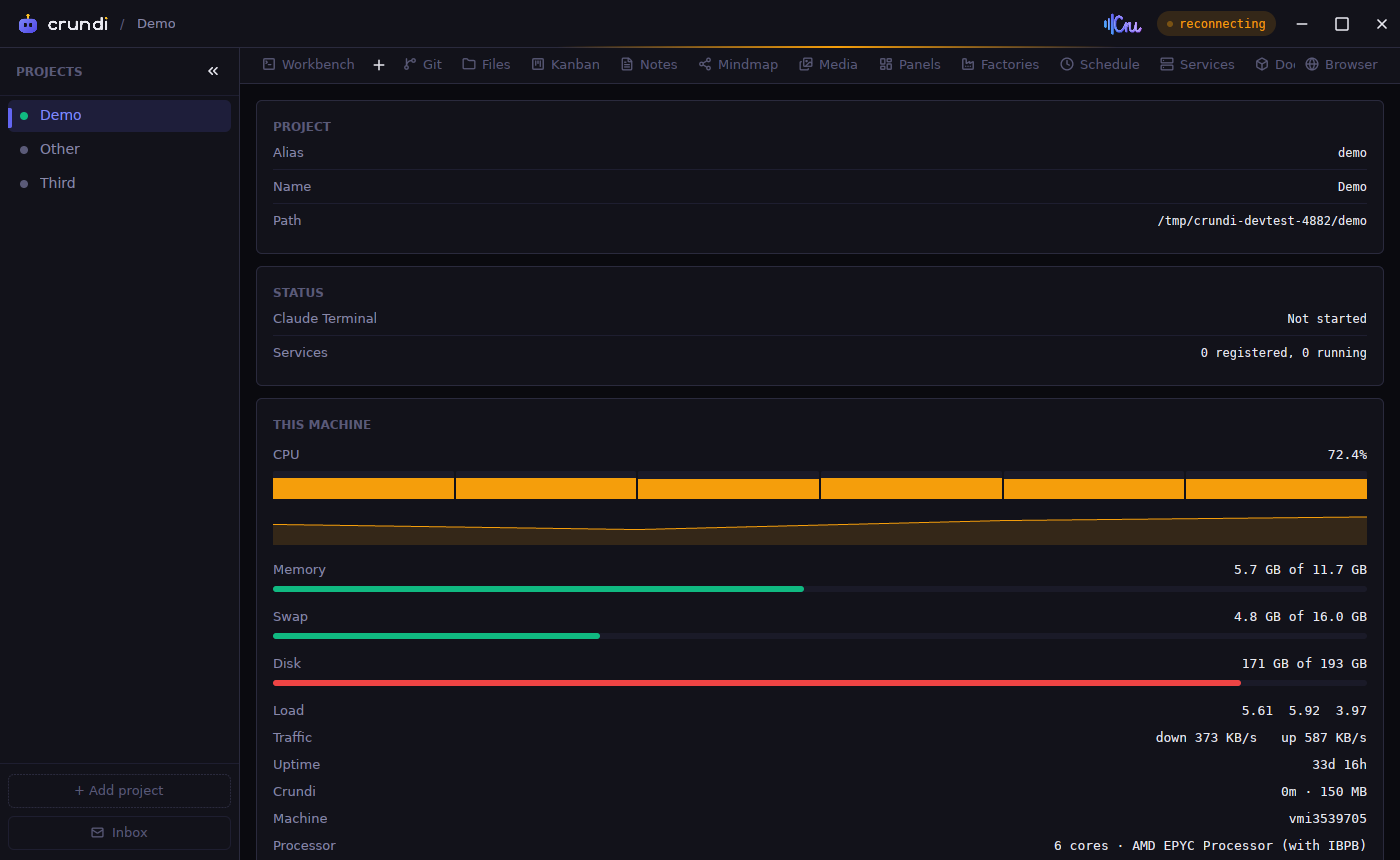 crundi / Demo
Cru
reconnecting
PROJECTS
Workbench
Git
Files
Kanban
Notes
Mindmap
Media
Panels
Factories
Schedule
Services
Browser
Demo
Other
Third
+ Add project
Inbox
PROJECT
Alias demo
Name Demo
Path /tmp/crundi-devtest-4882/demo
STATUS
Claude Terminal Not started
Services 0 registered, 0 running
THIS MACHINE
CPU 72.4%
Memory 5.7 GB of 11.7 GB
Swap 4.8 GB of 16.0 GB
Disk 171 GB of 193 GB
Load 5.61 5.92 3.97
Traffic down 373 KB/s up 587 KB/s
Uptime 33d 16h
Crundi 0m · 150 MB
Machine vmi3539705
Processor 6 cores · AMD EPYC Processor (with IBPB)